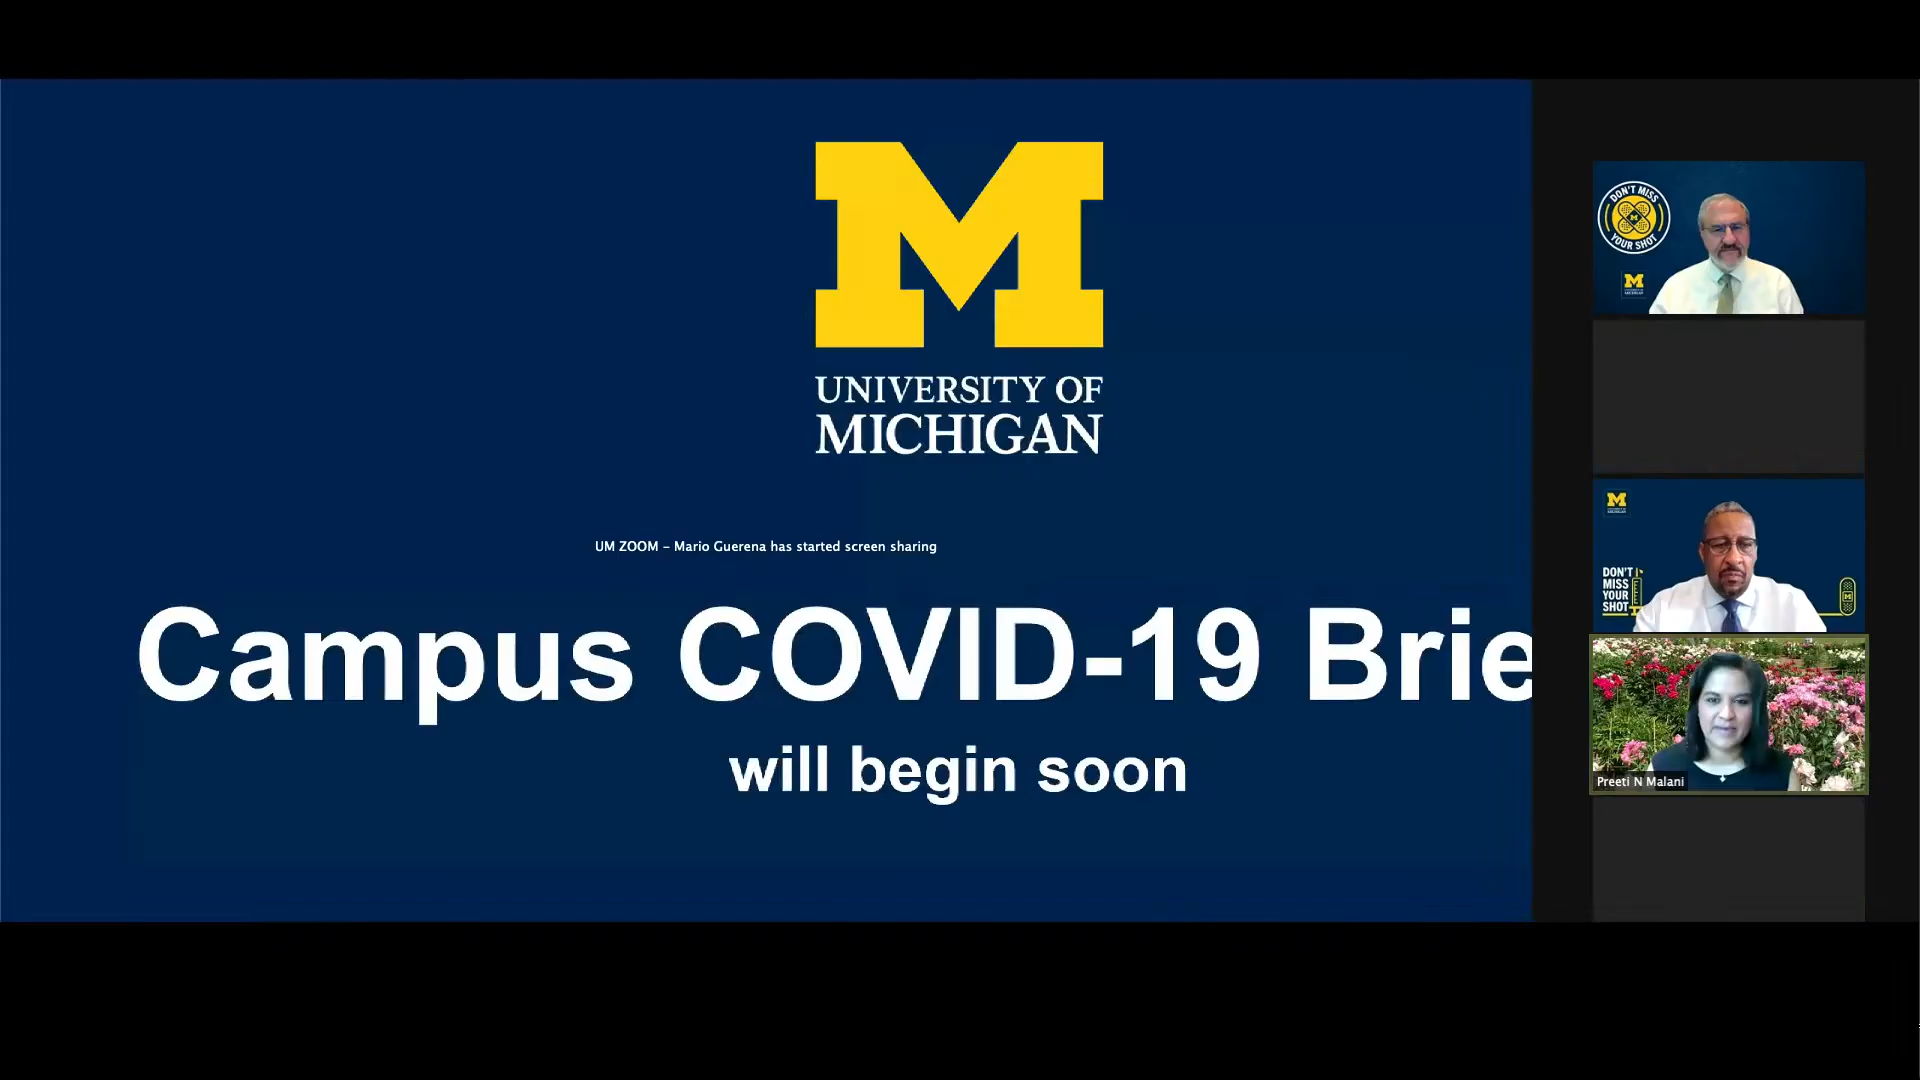 M
UNIVERSITY OF
MICHIGAN
UM ZOOM – Mario Guerena has started screen sharing
Campus COVID-19 Brie
will begin soon
DON'T MISS
M
YOUR SHOT
M
M
DON'T
MISS
YOUR
SHOT
M
Preeti N Malani